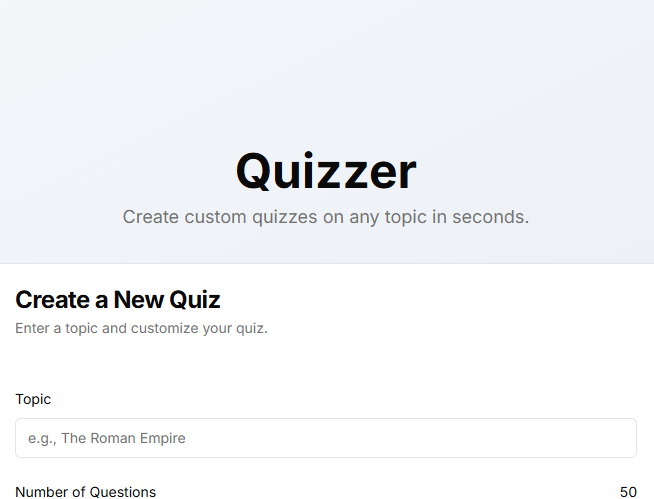 Quizzer
Create custom quizzes on any topic in seconds.
Create a New Quiz
Enter a topic and customize your quiz.
Topic
e.g., The Roman Empire
Number of Questions 50